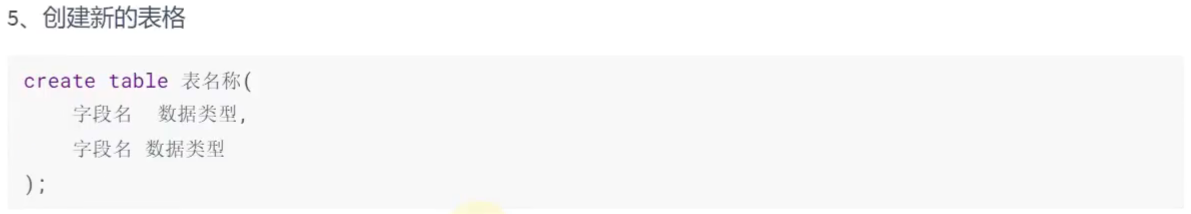 5、创建新的表格
create table 表名称(
字段名 数据类型,
字段名 数据类型
);